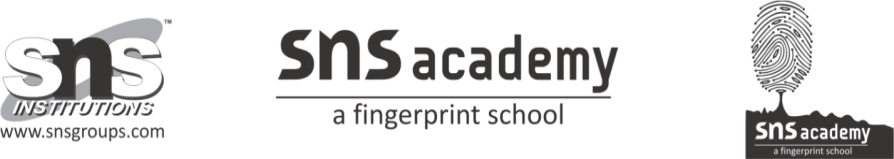 sns
INSTITUTIONS
www.snsgroups.com
sns academy
a fingerprint school
sns academy
a fingerprint school